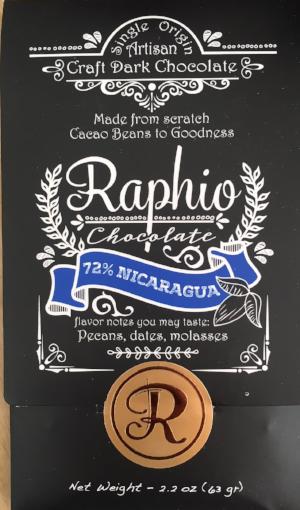 Single Origin
Artisan
Craft Dark Chocolate
Made from scratch
Cacao Beans to Goodness
Raphio
Chocolate
72% NICARAGUA
flavor notes you may taste:
Pecans, dates, molasses
R
Net Weight - 2.2 oz (63 gr)